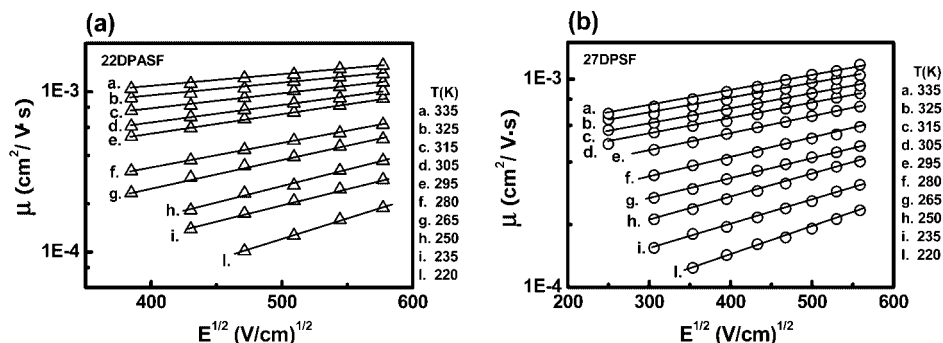 (a)
22DPASF
μ (cm²/ V·s)
1E-3
1E-4
a.
b.
c.
d.
e.
f.
g.
h.
i.
l.
T(K)
a. 335
b. 325
c. 315
d. 305
e. 295
f. 280
g. 265
h. 250
i. 235
l. 220
400 500 600
E^1/2 (V/cm)^1/2
(b)
27DPSF
μ (cm²/ V·s)
1E-3
1E-4
a.
b.
c.
d.
e.
f.
g.
h.
i.
l.
T(K)
a. 335
b. 325
c. 315
d. 305
e. 295
f. 280
g. 265
h. 250
i. 235
l. 220
200 300 400 500 600
E^1/2 (V/cm)^1/2